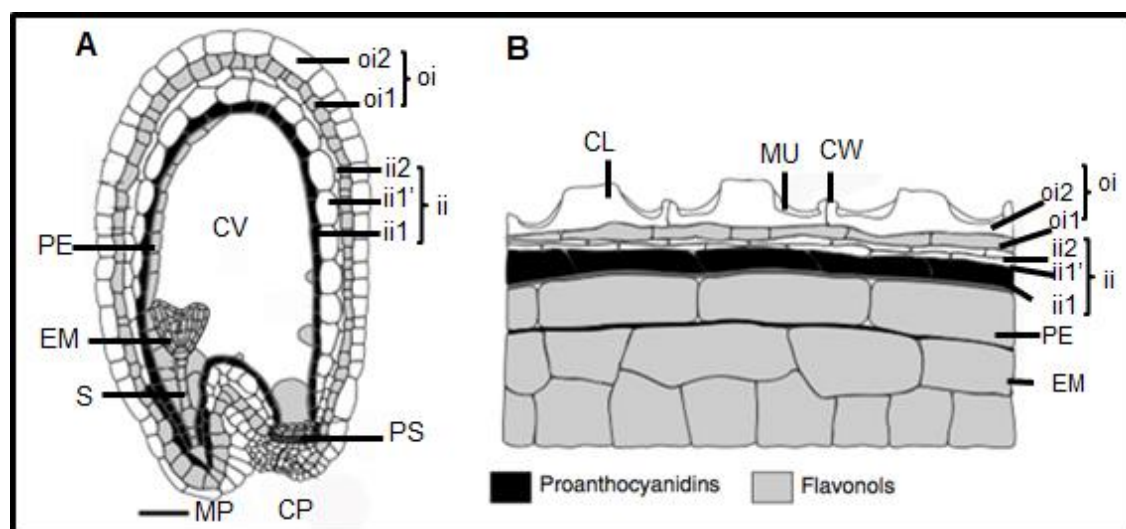 A
oi2
oi
oi1
ii2
ii1'
ii
ii1
CV
PE
EM
S
PS
MP
CP
B
CL
MU
CW
oi2
oi
oi1
ii2
ii1'
ii
ii1
PE
EM
Proanthocyanidins
Flavonols